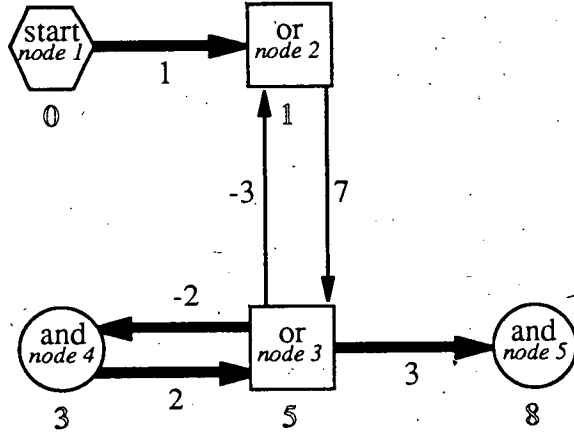 start
node 1
or
node 2
1
0
1
-3
7
-2
and
node 4
or
node 3
and
node 5
2
3
3
5
8